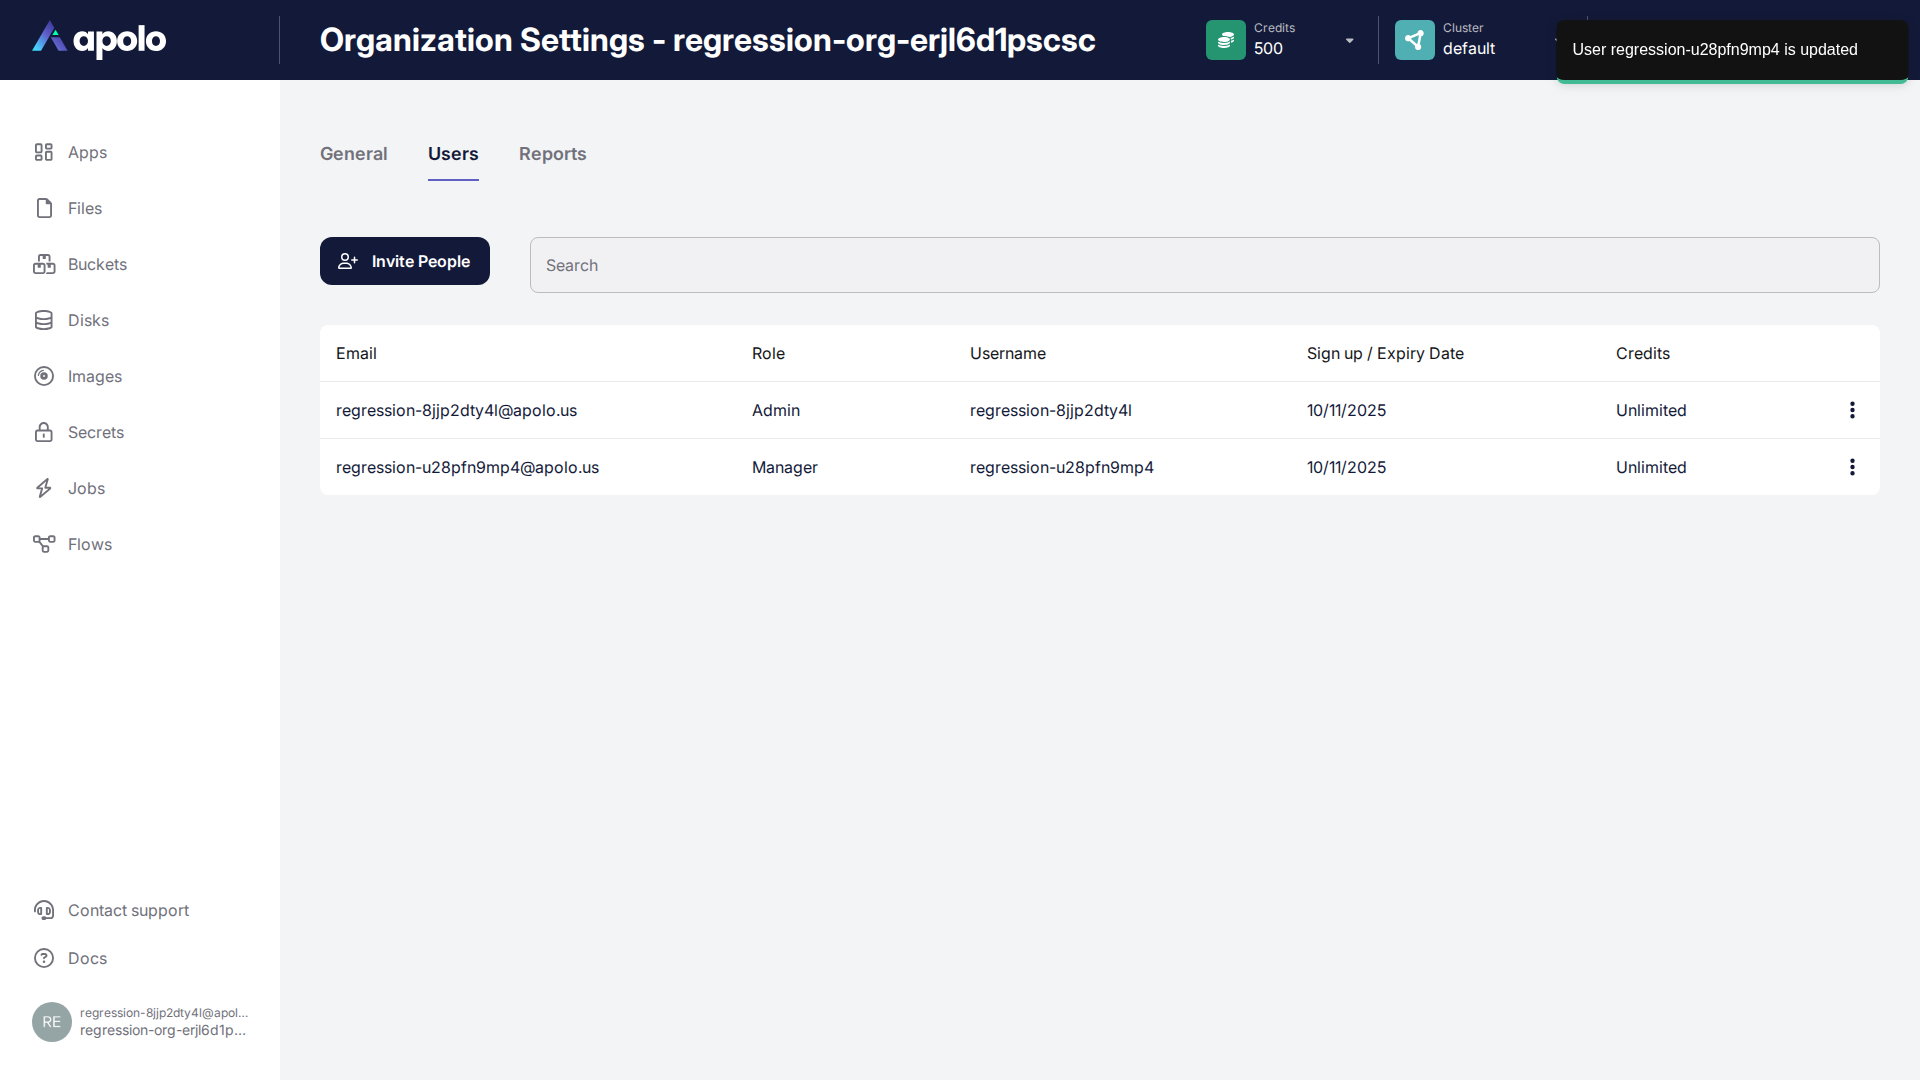 apolo
Organization Settings - regression-org-erjl6d1pscsc
Credits
500
Cluster
default
User regression-u28pfn9mp4 is updated
Apps
Files
Buckets
Disks
Images
Secrets
Jobs
Flows
General Users Reports
Invite People
Search
Email Role Username Sign up / Expiry Date Credits
regression-8jjp2dty4l@apolo.us Admin regression-8jjp2dty4l 10/11/2025 Unlimited
regression-u28pfn9mp4@apolo.us Manager regression-u28pfn9mp4 10/11/2025 Unlimited
Contact support
Docs
RE
regression-8jjp2dty4l@apol...
regression-org-erjl6d1p...